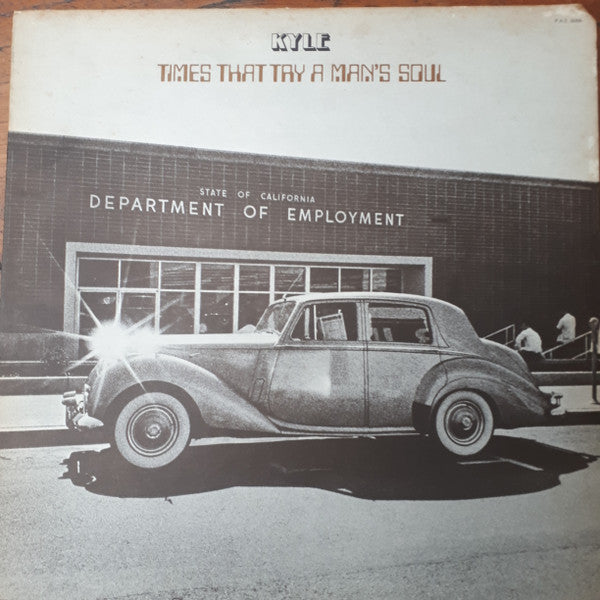 KYLE
TIMES THAT TRY A MAN'S SOUL
STATE OF CALIFORNIA
DEPARTMENT OF EMPLOYMENT